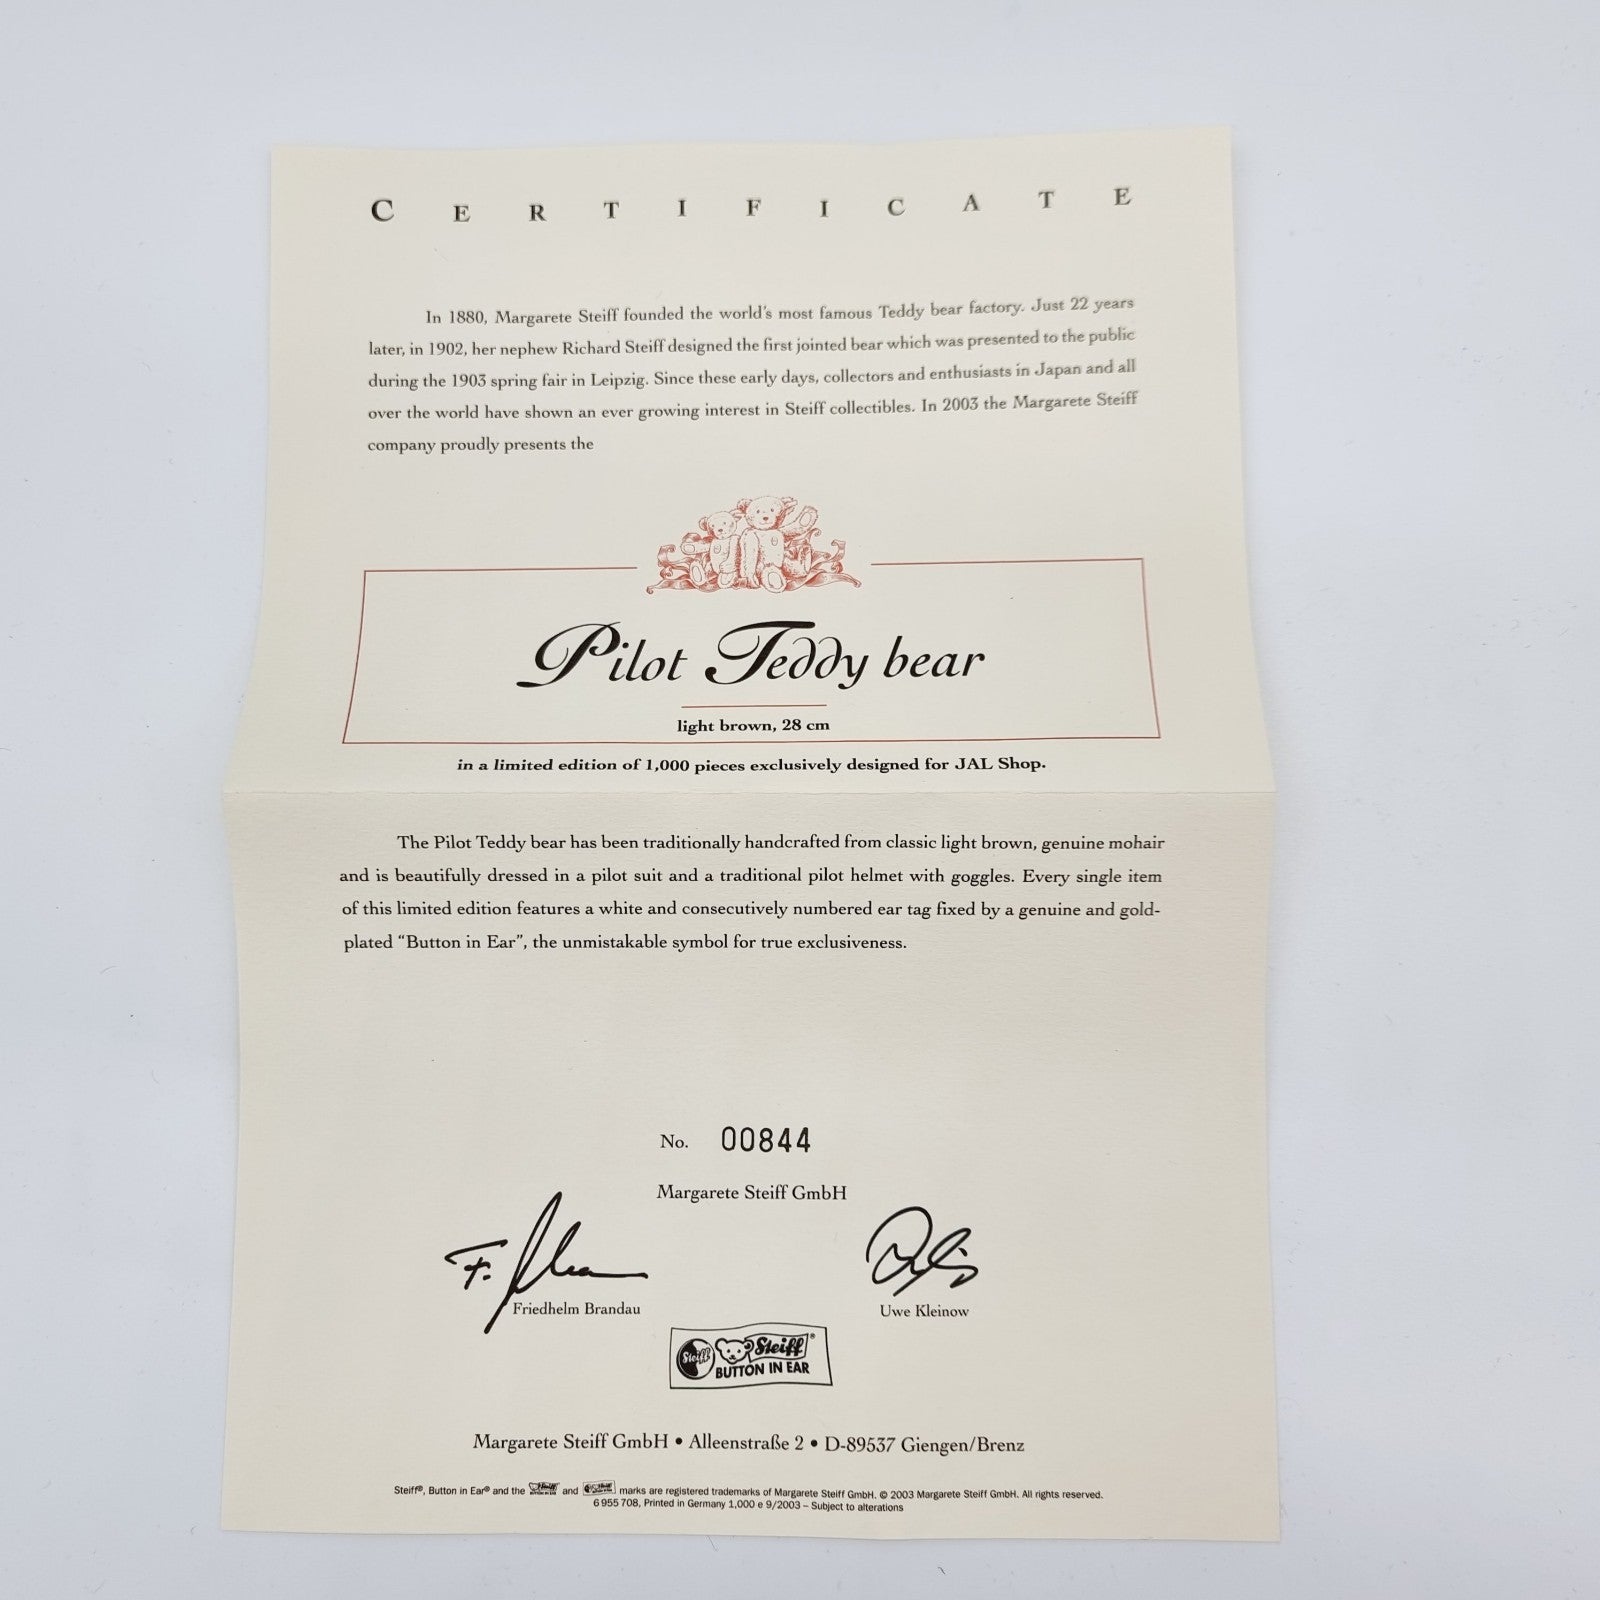 CERTIFICATE
In 1880, Margarete Steiff founded the world's most famous Teddy bear factory. Just 22 years
later, in 1902, her nephew Richard Steiff designed the first jointed bear which was presented to the public
during the 1903 spring fair in Leipzig. Since these early days, collectors and enthusiasts in Japan and all
over the world have shown an ever growing interest in Steiff collectibles. In 2003 the Margarete Steiff
company proudly presents the
Pilot Teddy bear
light brown, 28 cm
in a limited edition of 1,000 pieces exclusively designed for JAL Shop.
The Pilot Teddy bear has been traditionally handcrafted from classic light brown, genuine mohair
and is beautifully dressed in a pilot suit and a traditional pilot helmet with goggles. Every single item
of this limited edition features a white and consecutively numbered ear tag fixed by a genuine and gold-
plated “Button in Ear”, the unmistakable symbol for true exclusiveness.
No. 00844
Margarete Steiff GmbH
Friedhelm Brandau
Uwe Kleinow
Steiff Steiff®
BUTTON IN EAR
Margarete Steiff GmbH • Alleenstraße 2 • D-89537 Giengen/Brenz
Steiff®, Button in Ear® and the and marks are registered trademarks of Margarete Steiff GmbH. © 2003 Margarete Steiff GmbH. All rights reserved.
6 955 708, Printed in Germany 1,000 e 9/2003 – Subject to alterations